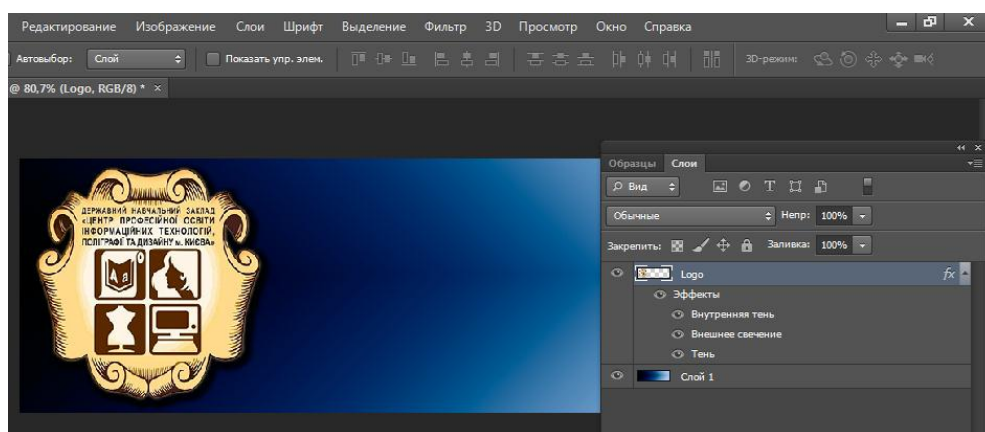 Редактирование Изображение Слои Шрифт Выделение Фильтр 3D Просмотр Окно Справка
Автовыбор: Слой Показать упр. элем. 3D-режим:
@ 80,7% (Logo, RGB/8) * ×
ДЕРЖАВНИЙ НАВЧАЛЬНИЙ ЗАКЛАД
«ЦЕНТР ПРОФЕСІЙНОЇ ОСВІТИ
ІНФОРМАЦІЙНИХ ТЕХНОЛОГІЙ,
ПОЛІГРАФІЇ ТА ДИЗАЙНУ м. КИЄВА»
Образцы Слои
Вид
Обычные Непр: 100%
Закрепить: Заливка: 100%
Logo fx
Эффекты
Внутренняя тень
Внешнее свечение
Тень
Слой 1